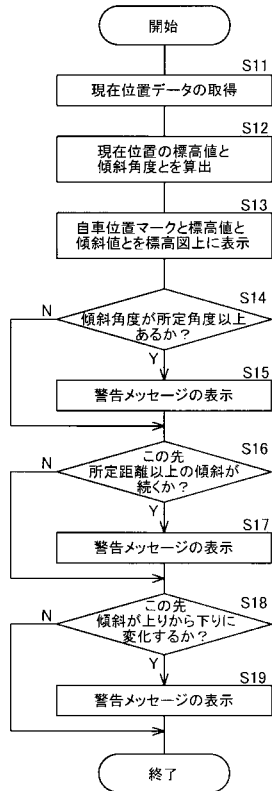 開始
S11
現在位置データの取得
S12
現在位置の標高値と
傾斜角度とを算出
S13
自車位置マークと標高値と
傾斜値とを標高図上に表示
S14
N
傾斜角度が所定角度以上
あるか？
Y
S15
警告メッセージの表示
S16
この先
N
所定距離以上の傾斜が
続くか？
Y
S17
警告メッセージの表示
S18
この先
N
傾斜が上りから下りに
変化するか？
Y
S19
警告メッセージの表示
終了